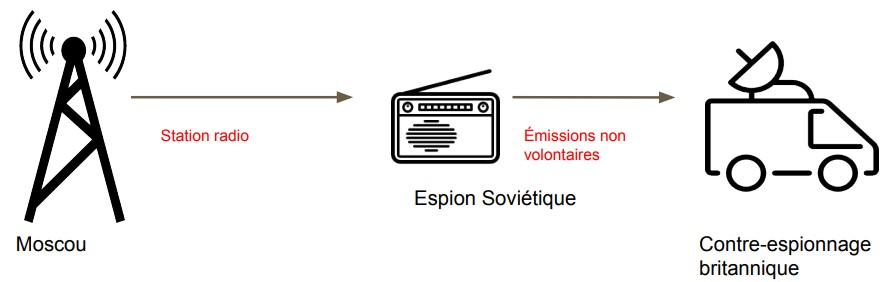 Station radio
Émissions non
volontaires
Espion Soviétique
Moscou
Contre-espionnage
britannique